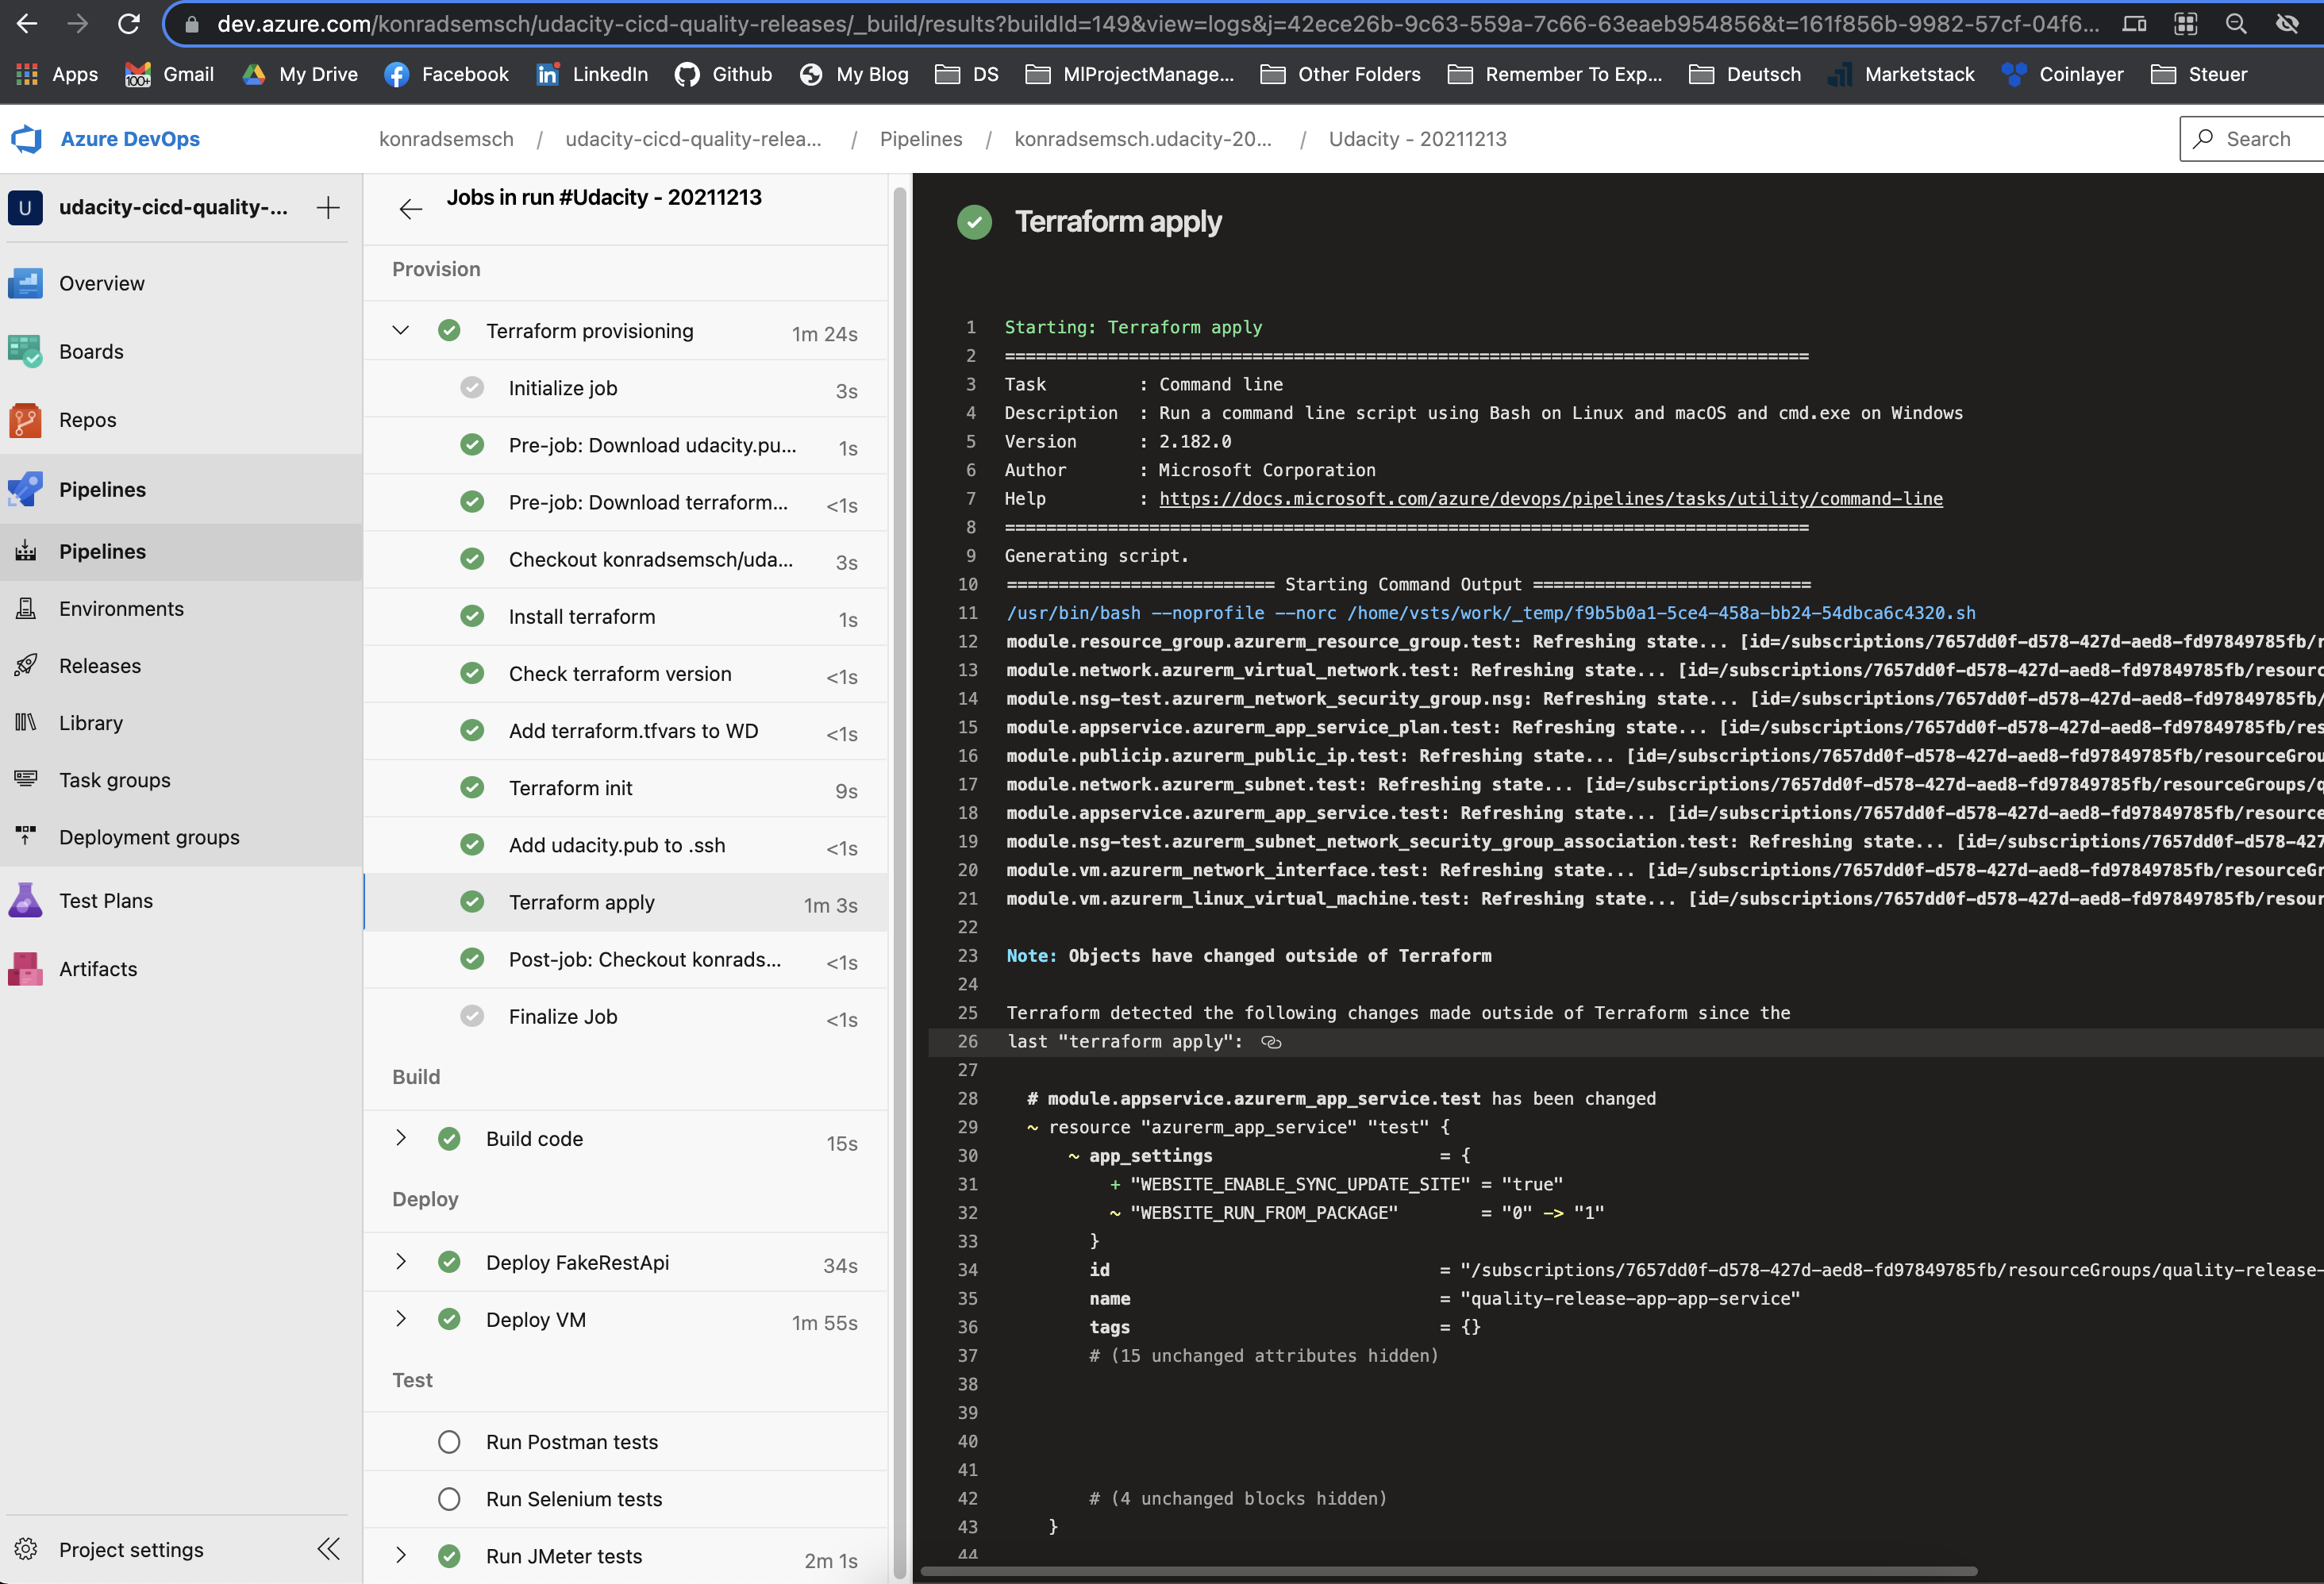 dev.azure.com/konradsemsch/udacity-cicd-quality-releases/_build/results?buildId=149&view=logs&j=42ece26b-9c63-559a-7c66-63eaeb954856&t=161f856b-9982-57cf-04f6...
Apps
100+
Gmail
My Drive
Facebook
LinkedIn
Github
My Blog
DS
MlProjectManage...
Other Folders
Remember To Exp...
Deutsch
Marketstack
Coinlayer
Steuer
Azure DevOps
konradsemsch / udacity-cicd-quality-relea... / Pipelines / konradsemsch.udacity-20... / Udacity - 20211213
Search
U udacity-cicd-quality-... +
Overview
Boards
Repos
Pipelines
Pipelines
Environments
Releases
Library
Task groups
Deployment groups
Test Plans
Artifacts
Project settings
Jobs in run #Udacity - 20211213
Provision
Terraform provisioning 1m 24s
Initialize job 3s
Pre-job: Download udacity.pu... 1s
Pre-job: Download terraform... <1s
Checkout konradsemsch/uda... 3s
Install terraform 1s
Check terraform version <1s
Add terraform.tfvars to WD <1s
Terraform init 9s
Add udacity.pub to .ssh <1s
Terraform apply 1m 3s
Post-job: Checkout konrads... <1s
Finalize Job <1s
Build
Build code 15s
Deploy
Deploy FakeRestApi 34s
Deploy VM 1m 55s
Test
Run Postman tests
Run Selenium tests
Run JMeter tests 2m 1s
Terraform apply
1 Starting: Terraform apply
2 ==============================================================================
3 Task : Command line
4 Description : Run a command line script using Bash on Linux and macOS and cmd.exe on Windows
5 Version : 2.182.0
6 Author : Microsoft Corporation
7 Help : https://docs.microsoft.com/azure/devops/pipelines/tasks/utility/command-line
8 ==============================================================================
9 Generating script.
10 ========================== Starting Command Output ===========================
11 /usr/bin/bash --noprofile --norc /home/vsts/work/_temp/f9b5b0a1-5ce4-458a-bb24-54dbca6c4320.sh
12 module.resource_group.azurerm_resource_group.test: Refreshing state... [id=/subscriptions/7657dd0f-d578-427d-aed8-fd97849785fb/r
13 module.network.azurerm_virtual_network.test: Refreshing state... [id=/subscriptions/7657dd0f-d578-427d-aed8-fd97849785fb/resourc
14 module.nsg-test.azurerm_network_security_group.nsg: Refreshing state... [id=/subscriptions/7657dd0f-d578-427d-aed8-fd97849785fb/
15 module.appservice.azurerm_app_service_plan.test: Refreshing state... [id=/subscriptions/7657dd0f-d578-427d-aed8-fd97849785fb/res
16 module.publicip.azurerm_public_ip.test: Refreshing state... [id=/subscriptions/7657dd0f-d578-427d-aed8-fd97849785fb/resourceGrou
17 module.network.azurerm_subnet.test: Refreshing state... [id=/subscriptions/7657dd0f-d578-427d-aed8-fd97849785fb/resourceGroups/q
18 module.appservice.azurerm_app_service.test: Refreshing state... [id=/subscriptions/7657dd0f-d578-427d-aed8-fd97849785fb/resource
19 module.nsg-test.azurerm_subnet_network_security_group_association.test: Refreshing state... [id=/subscriptions/7657dd0f-d578-427
20 module.vm.azurerm_network_interface.test: Refreshing state... [id=/subscriptions/7657dd0f-d578-427d-aed8-fd97849785fb/resourceGr
21 module.vm.azurerm_linux_virtual_machine.test: Refreshing state... [id=/subscriptions/7657dd0f-d578-427d-aed8-fd97849785fb/resour
22
23 Note: Objects have changed outside of Terraform
24
25 Terraform detected the following changes made outside of Terraform since the
26 last "terraform apply":
27
28 # module.appservice.azurerm_app_service.test has been changed
29 ~ resource "azurerm_app_service" "test" {
30 ~ app_settings = {
31 + "WEBSITE_ENABLE_SYNC_UPDATE_SITE" = "true"
32 ~ "WEBSITE_RUN_FROM_PACKAGE" = "0" -> "1"
33 }
34 id = "/subscriptions/7657dd0f-d578-427d-aed8-fd97849785fb/resourceGroups/quality-release-
35 name = "quality-release-app-app-service"
36 tags = {}
37 # (15 unchanged attributes hidden)
38
39
40
41
42 # (4 unchanged blocks hidden)
43 }
44